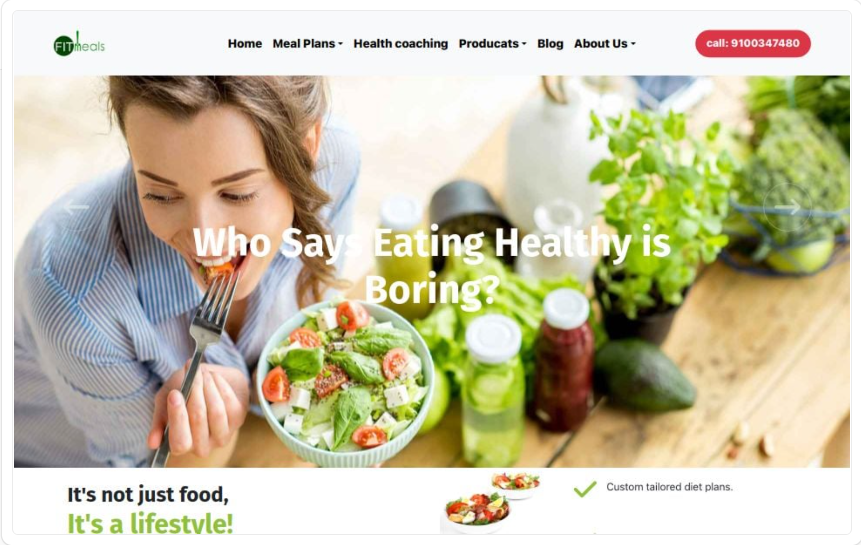 FITmeals
Home Meal Plans Health coaching Producats Blog About Us call: 9100347480
Who Says Eating Healthy is
Boring?
It's not just food,
It's a lifestyle!
Custom tailored diet plans.